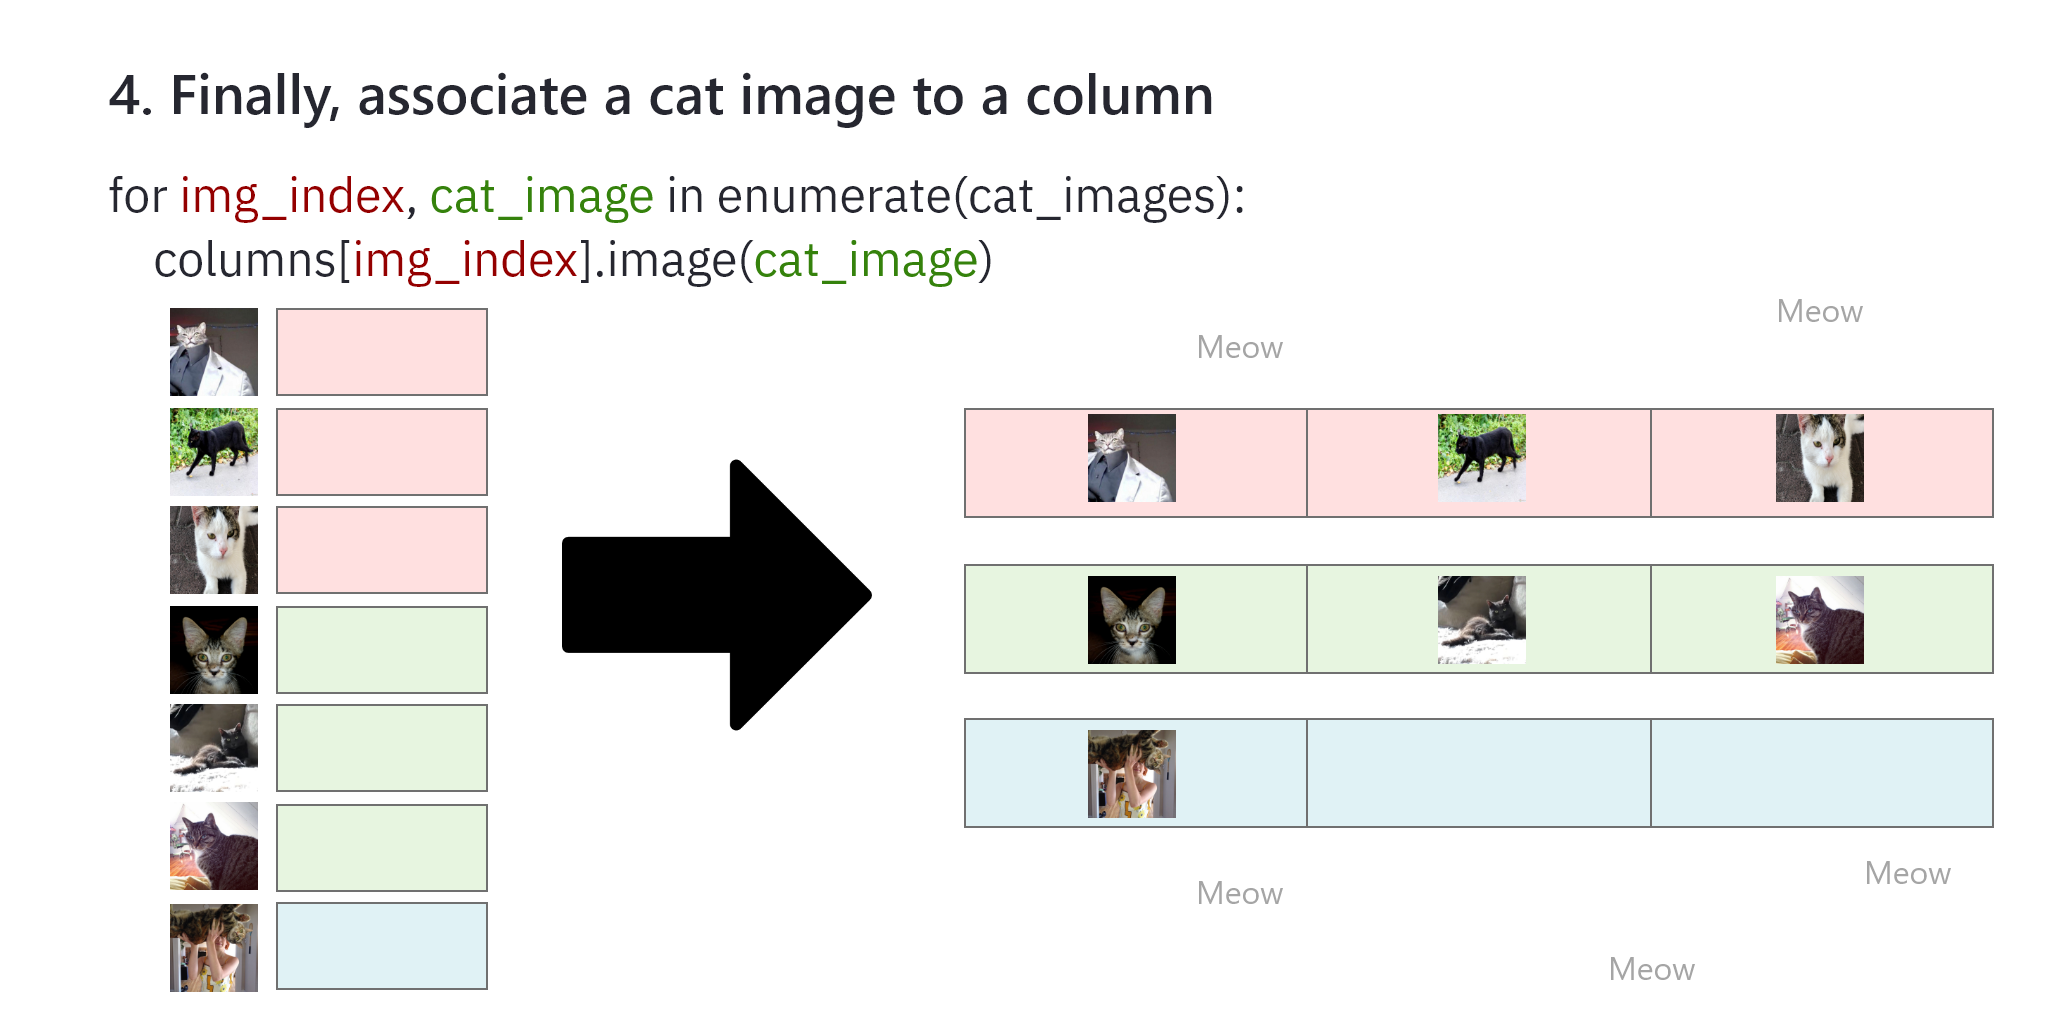 4. Finally, associate a cat image to a column
for img_index, cat_image in enumerate(cat_images):
columns[img_index].image(cat_image)
Meow
Meow
Meow
Meow
Meow